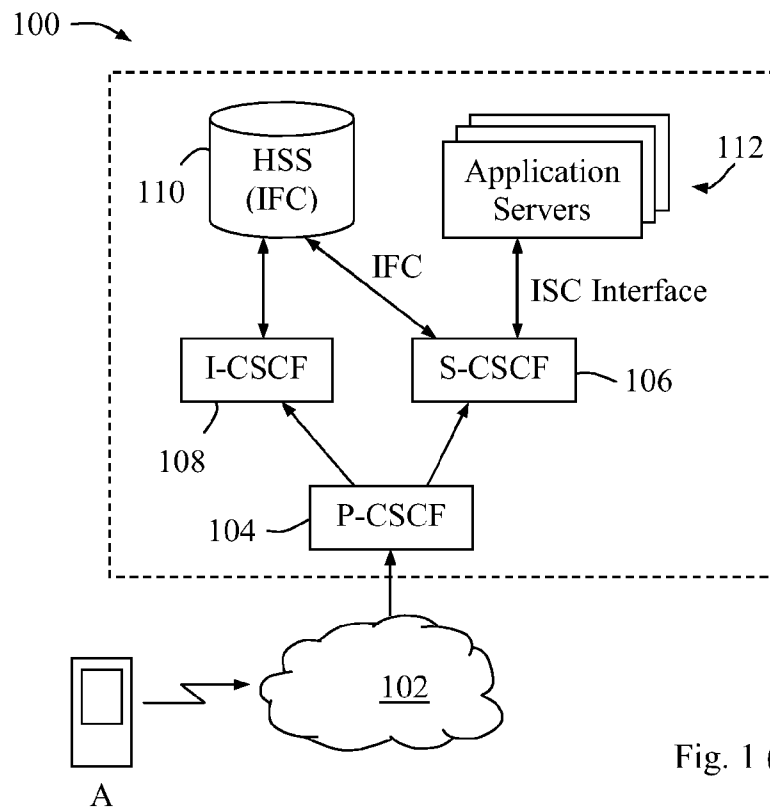 100
HSS
(IFC)
110
Application
Servers
112
IFC
ISC Interface
I-CSCF
S-CSCF
106
108
P-CSCF
104
102
A
Fig. 1 (